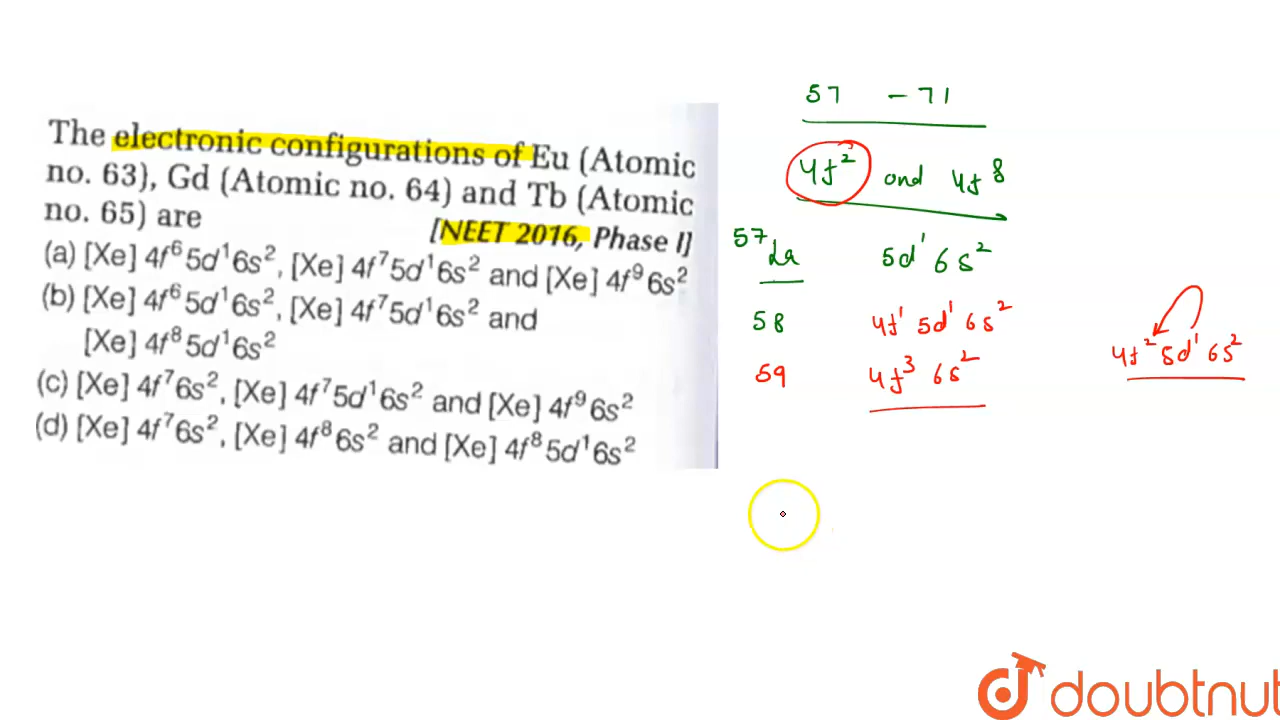 The electronic configurations of Eu (Atomic
no. 63), Gd (Atomic no. 64) and Tb (Atomic
no. 65) are [NEET 2016, Phase I]
(a) [Xe] 4f⁶5d¹6s², [Xe] 4f⁷5d¹6s² and [Xe] 4f⁹6s²
(b) [Xe] 4f⁶5d¹6s², [Xe] 4f⁷5d¹6s² and
[Xe] 4f⁸5d¹6s²
(c) [Xe] 4f⁷6s², [Xe] 4f⁷5d¹6s² and [Xe] 4f⁹6s²
(d) [Xe] 4f⁷6s², [Xe] 4f⁸6s² and [Xe] 4f⁸5d¹6s²
57 – 71
4f² and 4f⁸
⁵⁷La 5d¹ 6s²
58 4f¹ 5d¹ 6s²
59 4f³ 6s²
4f² 5d¹ 6s²
doubtnut